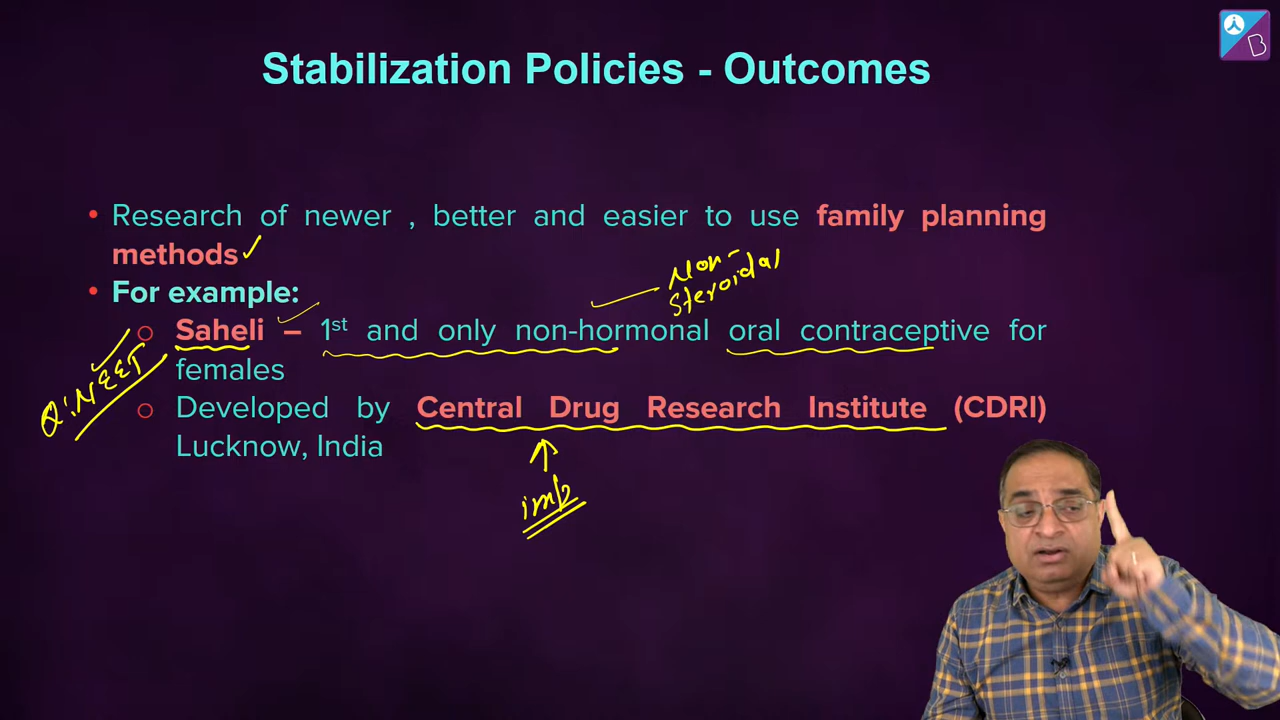 Stabilization Policies - Outcomes
• Research of newer , better and easier to use family planning
methods
• For example:
Non-
Steroidal
○ Saheli – 1st and only non-hormonal oral contraceptive for
females
Q:. NEET
○ Developed by Central Drug Research Institute (CDRI)
Lucknow, India
imp
B